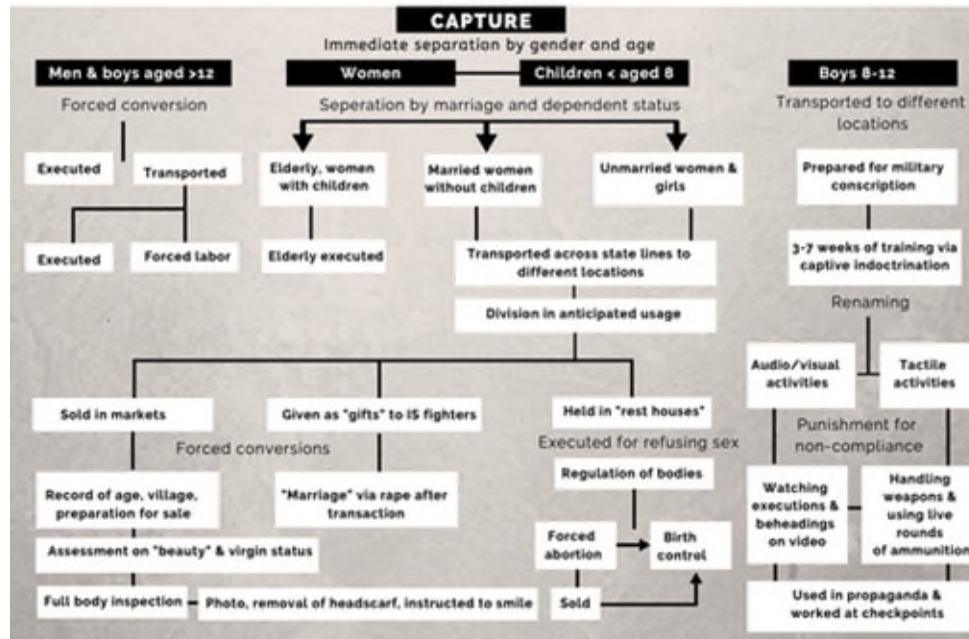 CAPTURE
Immediate separation by gender and age
Men & boys aged >12
Women
Children < aged 8
Boys 8-12
Forced conversion
Seperation by marriage and dependent status
Transported to different
locations
Executed
Transported
Elderly, women
with children
Married women
without children
Unmarried women &
girls
Prepared for military
conscription
Executed
Forced labor
Elderly executed
Transported across state lines to
different locations
3-7 weeks of training via
captive indoctrination
Division in anticipated usage
Renaming
Audio/visual
activities
Tactile
activities
Sold in markets
Given as "gifts" to IS fighters
Held in "rest houses"
Forced conversions
Executed for refusing sex
Punishment for
non-compliance
Regulation of bodies
Record of age, village,
preparation for sale
"Marriage" via rape after
transaction
Watching
executions &
beheadings
on video
Handling
weapons &
using live
rounds
of ammunition
Assessment on "beauty" & virgin status
Forced
abortion
Birth
control
Full body inspection
Photo, removal of headscarf, instructed to smile
Sold
Used in propaganda &
worked at checkpoints